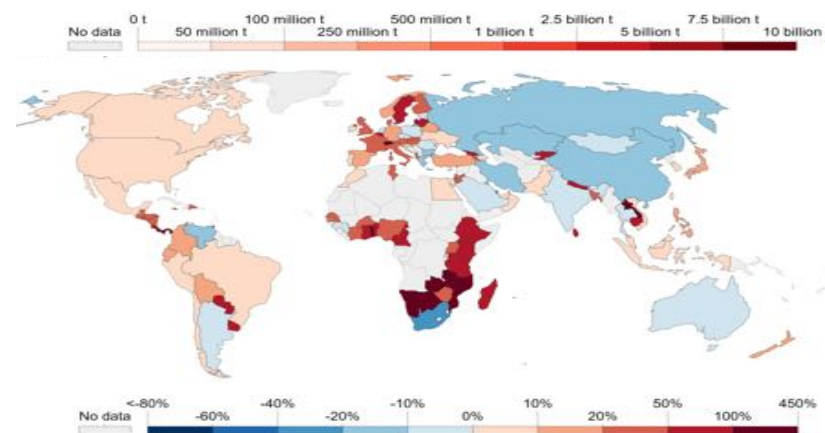 0 t 100 million t 500 million t 2.5 billion t 7.5 billion t
No data 50 million t 250 million t 1 billion t 5 billion t 10 billion
<-80% -40% -10% 10% 50% 450%
No data -60% -20% 0% 20% 100%